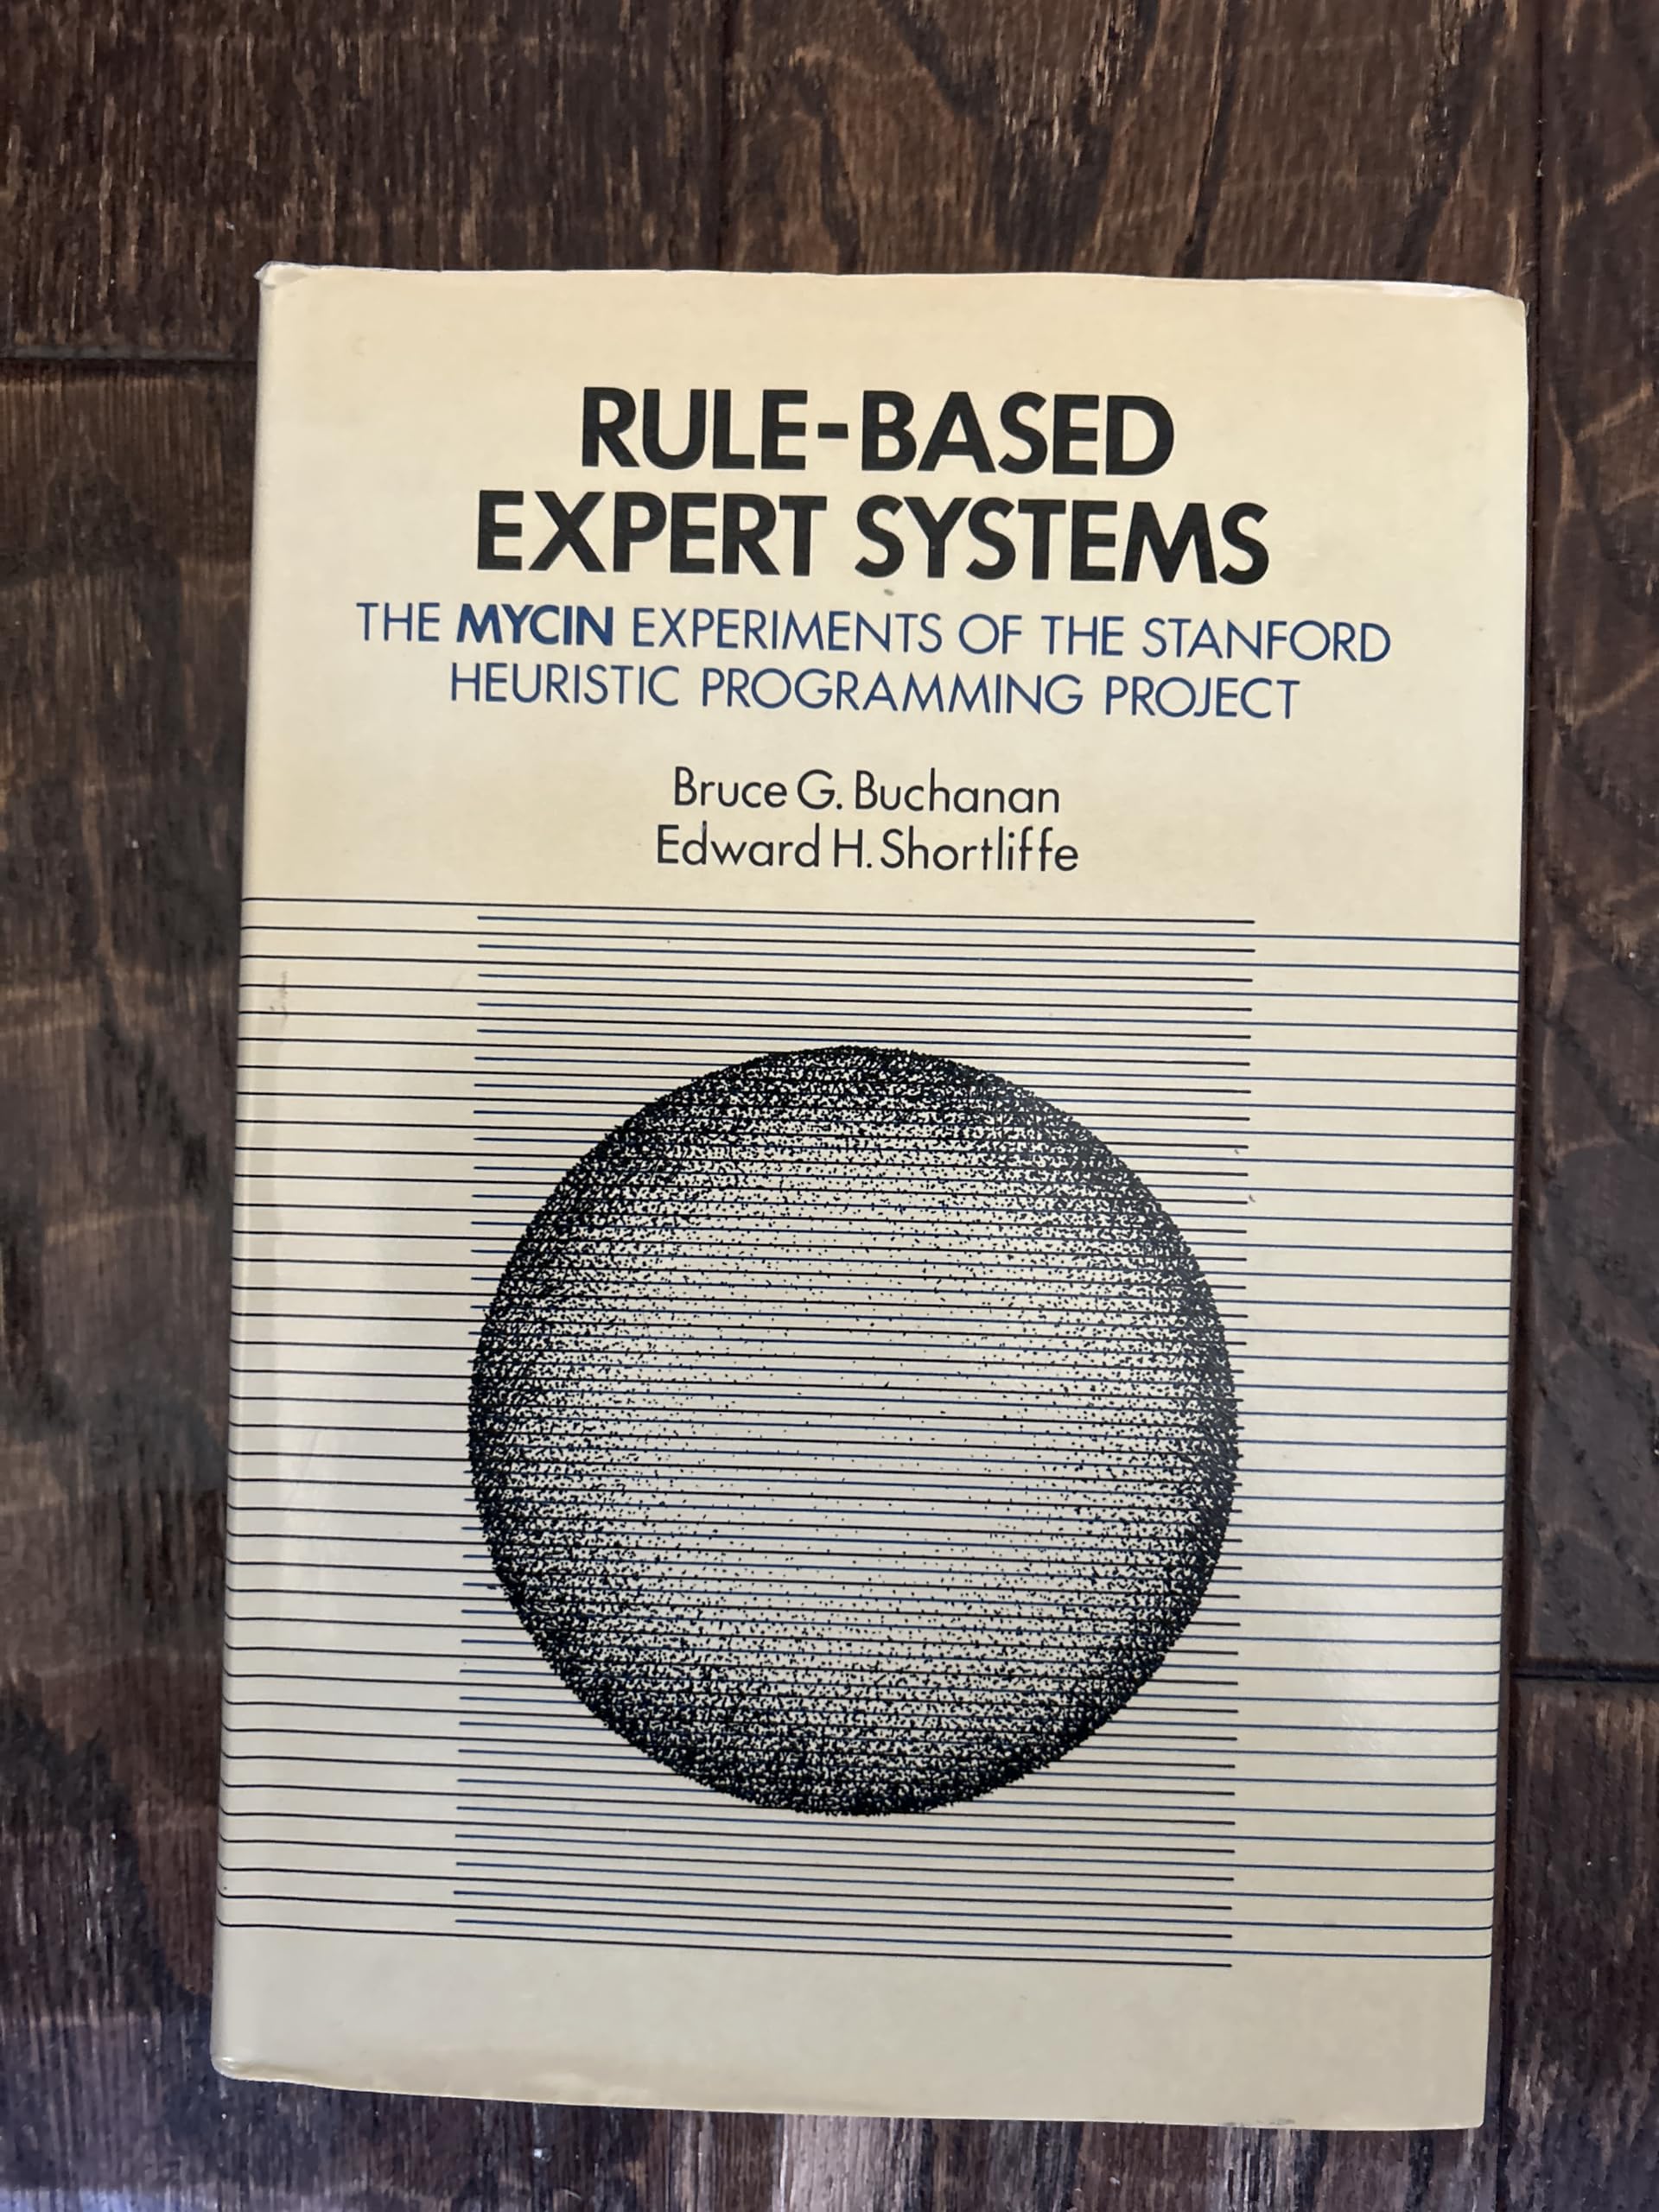 RULE-BASED
EXPERT SYSTEMS
THE MYCIN EXPERIMENTS OF THE STANFORD
HEURISTIC PROGRAMMING PROJECT
Bruce G. Buchanan
Edward H. Shortliffe